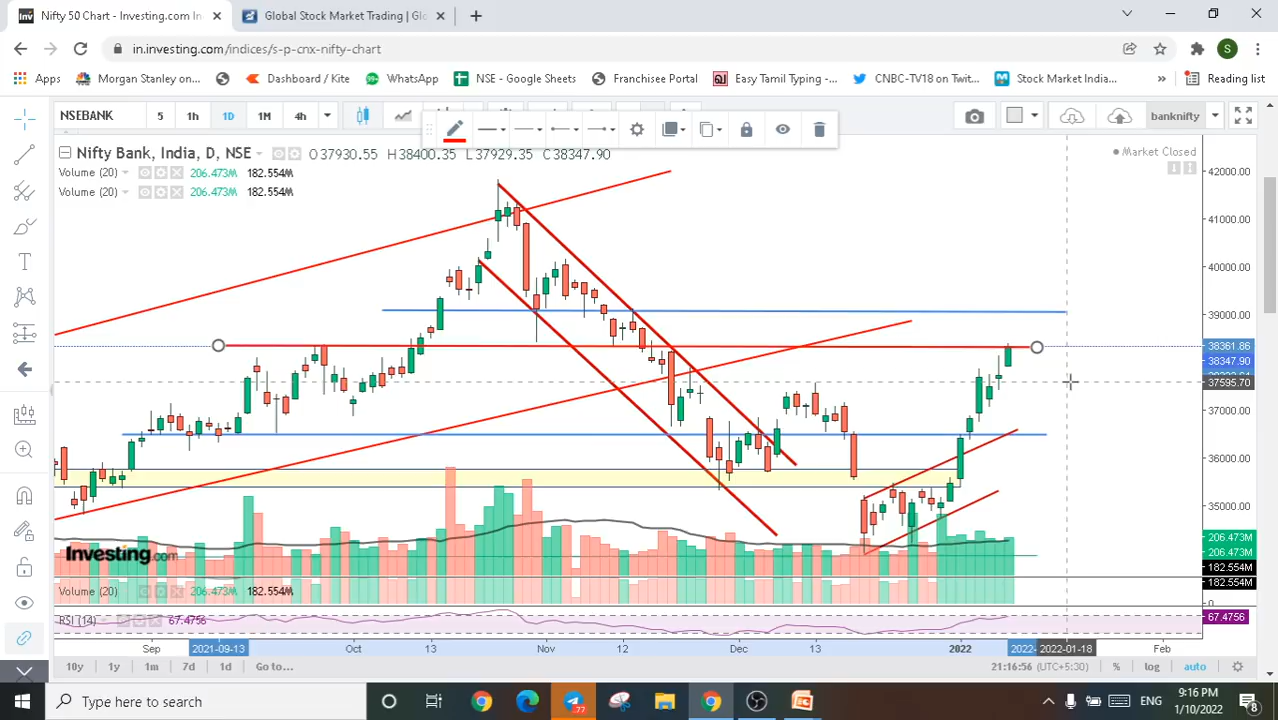 Nifty 50 Chart - Investing.com In
Global Stock Market Trading | Glo
in.investing.com/indices/s-p-cnx-nifty-chart
S
Apps
Morgan Stanley on...
Dashboard / Kite
WhatsApp
NSE - Google Sheets
Franchisee Portal
Easy Tamil Typing -...
CNBC-TV18 on Twit...
Stock Market India...
»
Reading list
NSEBANK
5
1h
1D
1M
4h
banknifty
Nifty Bank, India, D, NSE
O37930.55 H38400.35 L37929.35 C38347.90
Market Closed
Volume (20) 206.473M 182.554M
Volume (20) 206.473M 182.554M
42000.00
41000.00
40000.00
39000.00
38361.86
38347.90
37595.70
37000.00
36000.00
35000.00
206.473M
206.473M
182.554M
182.554M
Investing.com
Volume (20) 206.473M 182.554M
0
RSI (14) 67.4756
67.4756
Sep 2021-09-13 Oct 13 Nov 12 Dec 13 2022 2022- 2022-01-18 Feb
10y 1y 1m 7d 1d Go to...
21:16:56 (UTC+5:30) % log auto
Type here to search
77
ENG
9:16 PM
1/10/2022
8